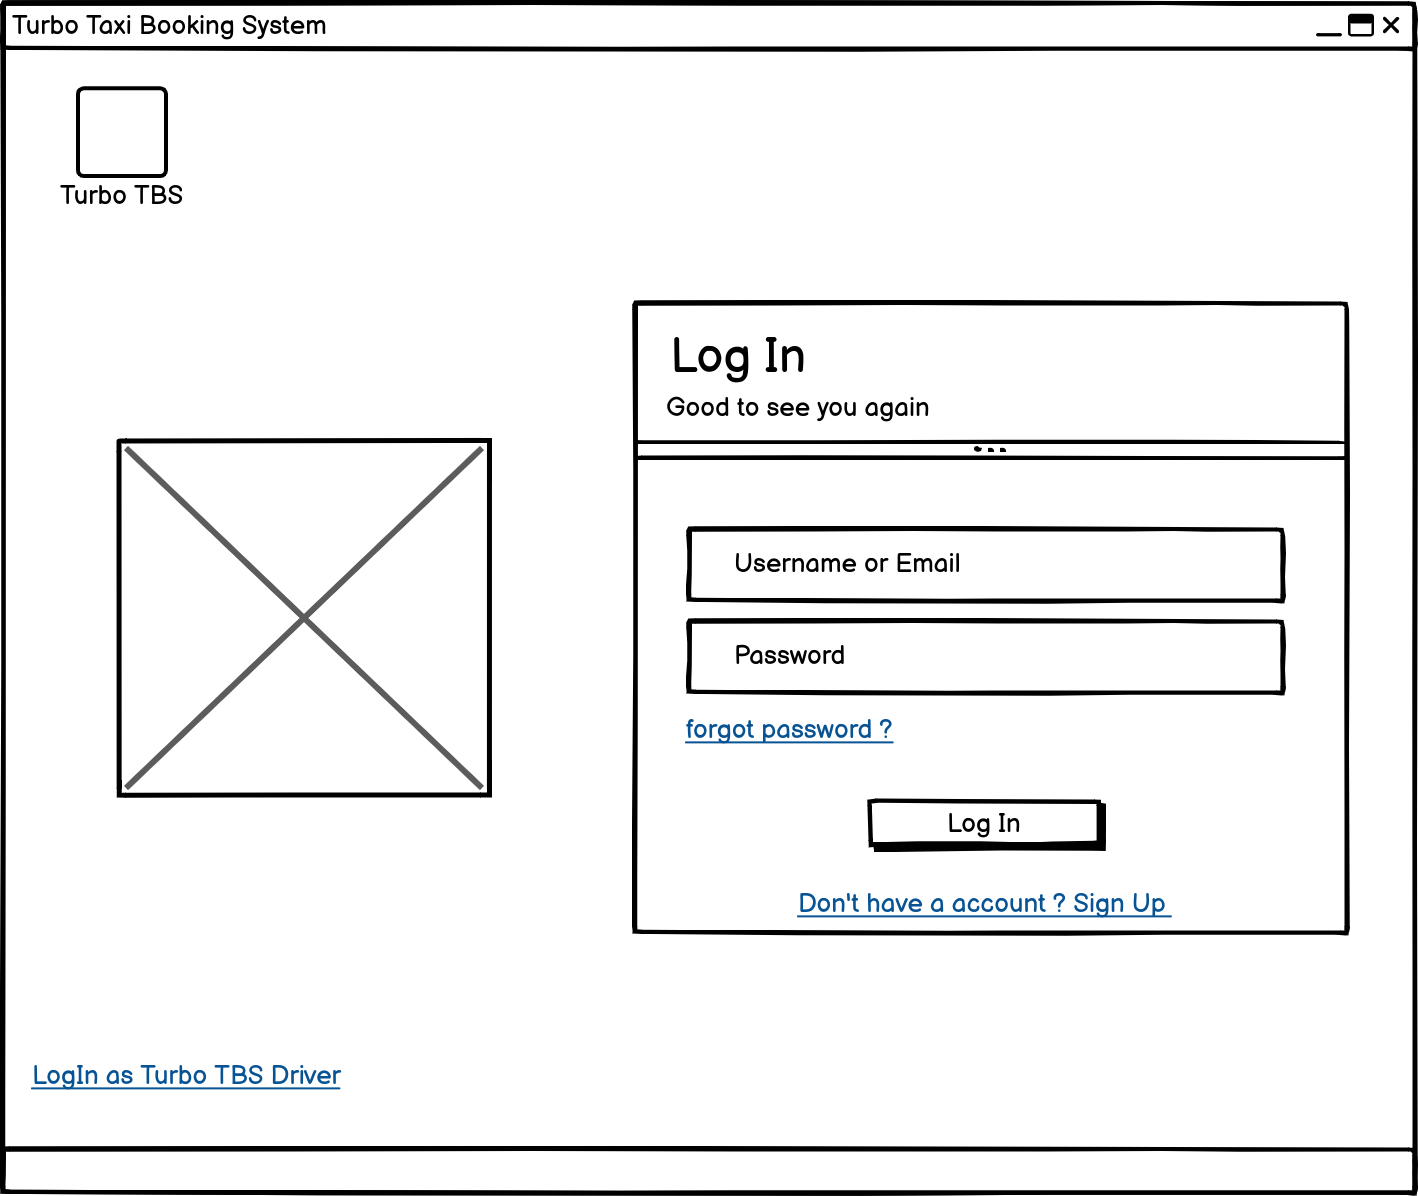 Turbo Taxi Booking System
Turbo TBS
Log In
Good to see you again
Username or Email
Password
forgot password ?
Log In
Don't have a account ? Sign Up
LogIn as Turbo TBS Driver